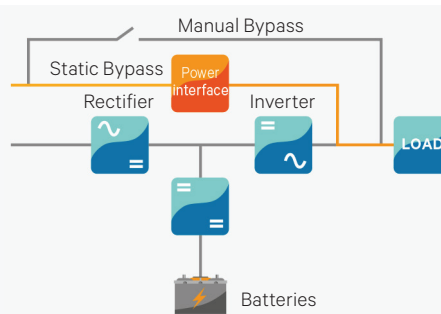 Manual Bypass
Static Bypass
Power
Interface
Rectifier
Inverter
LOAD
Batteries